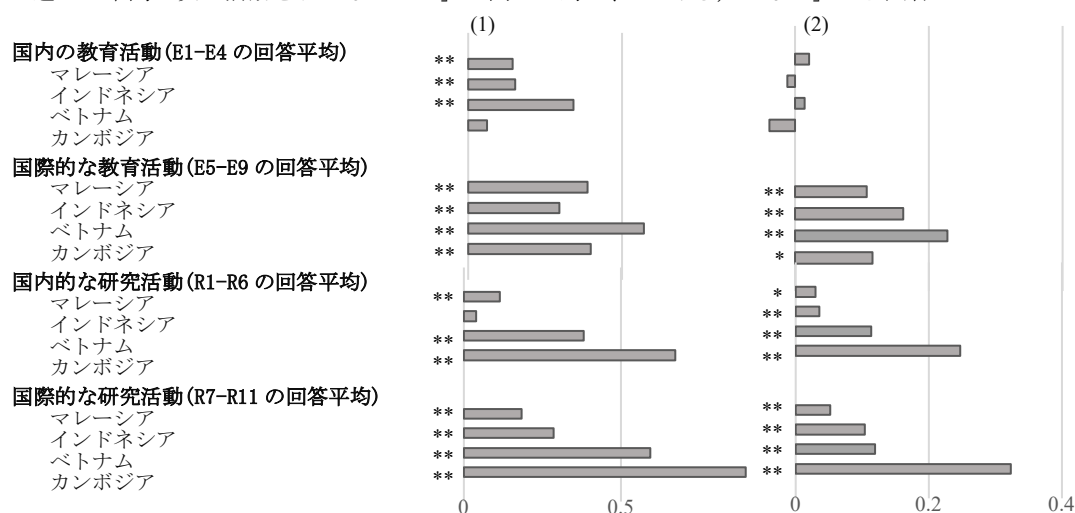 (1) (2)
国内の教育活動(E1-E4 の回答平均)
マレーシア **
インドネシア **
ベトナム **
カンボジア
国際的な教育活動(E5-E9 の回答平均)
マレーシア ** **
インドネシア ** **
ベトナム ** **
カンボジア ** *
国内的な研究活動(R1-R6 の回答平均)
マレーシア ** *
インドネシア **
ベトナム ** **
カンボジア ** **
国際的な研究活動(R7-R11 の回答平均)
マレーシア ** **
インドネシア ** **
ベトナム ** **
カンボジア ** **
0 0.5 0 0.2 0.4